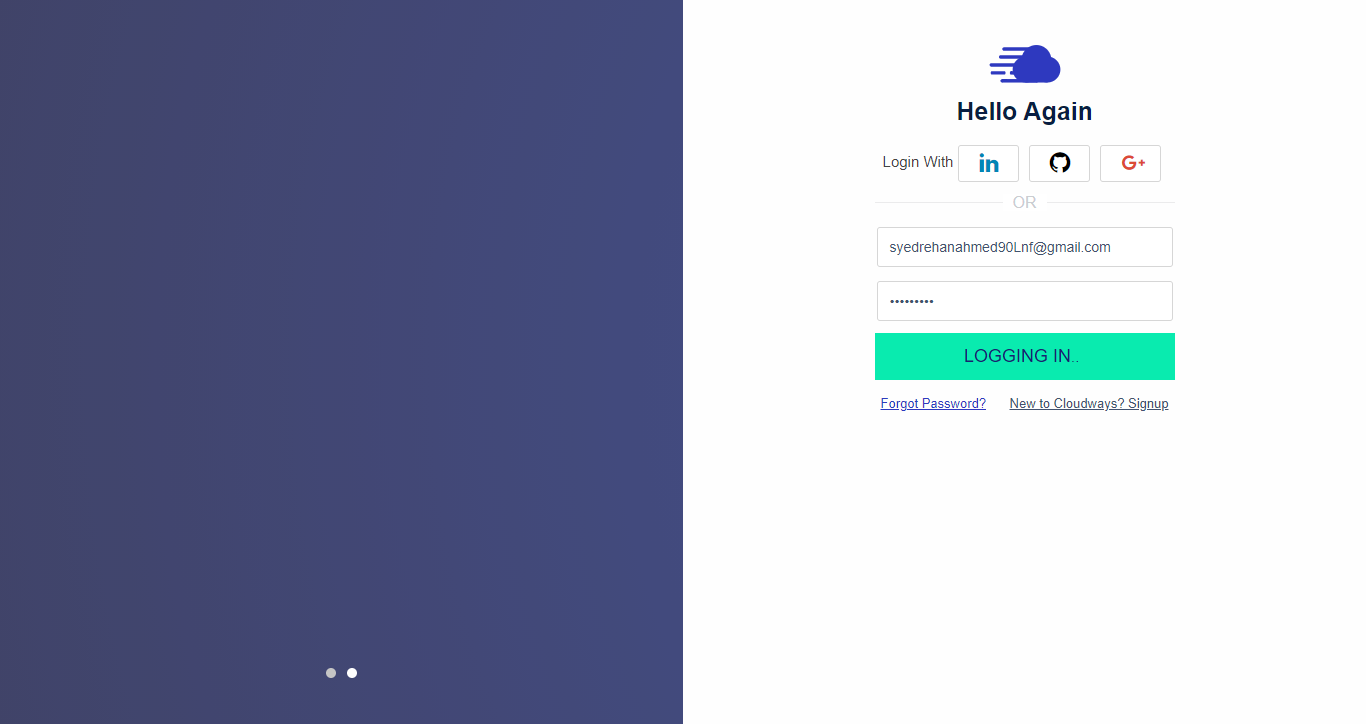 Hello Again
Login With in G+
OR
syedrehanahmed90Lnf@gmail.com
•••••••••
LOGGING IN..
Forgot Password? New to Cloudways? Signup